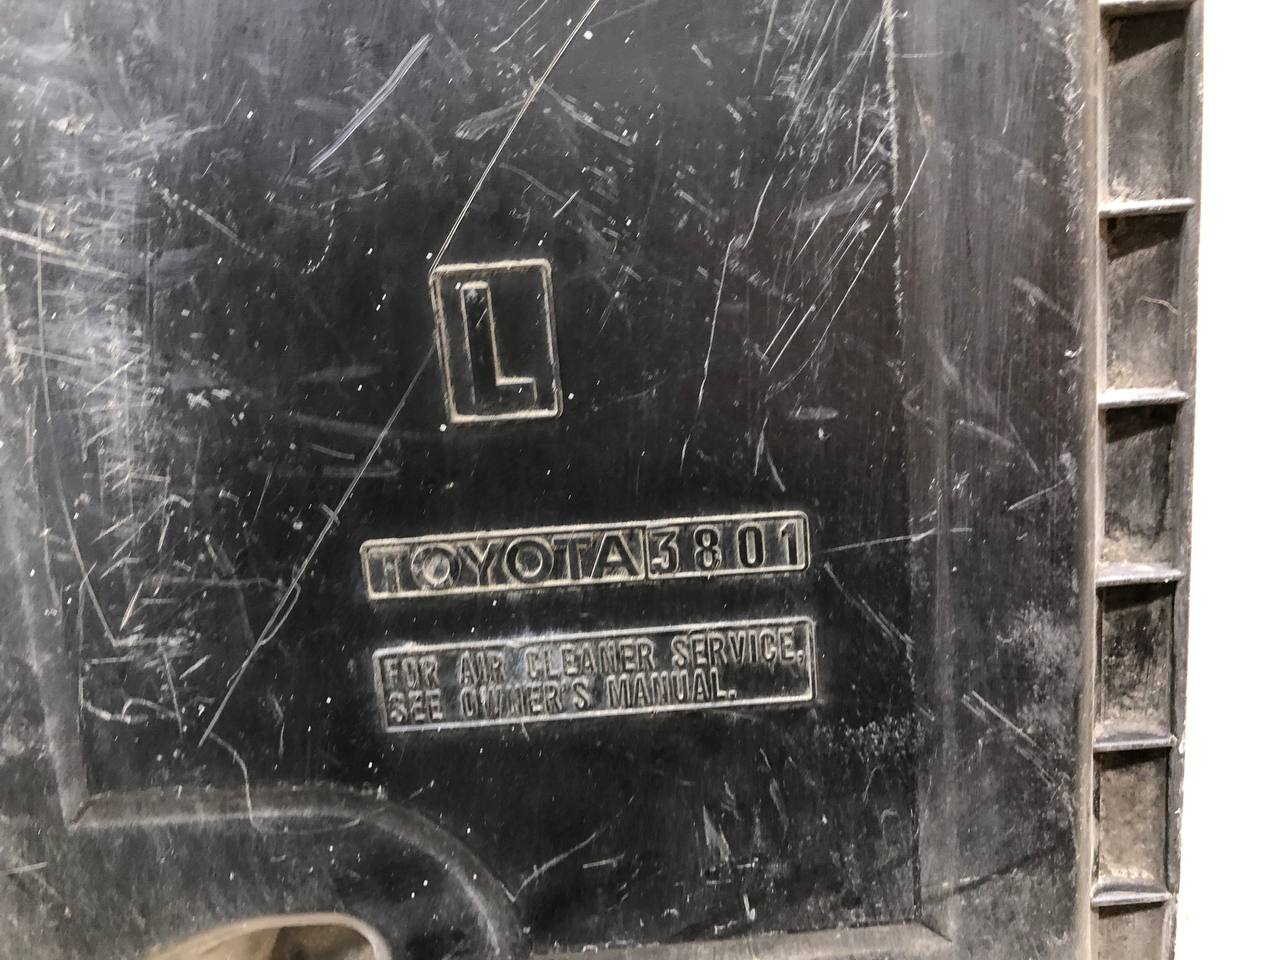 L
TOYOTA 3801
FOR AIR CLEANER SERVICE,
SEE OWNER'S MANUAL.